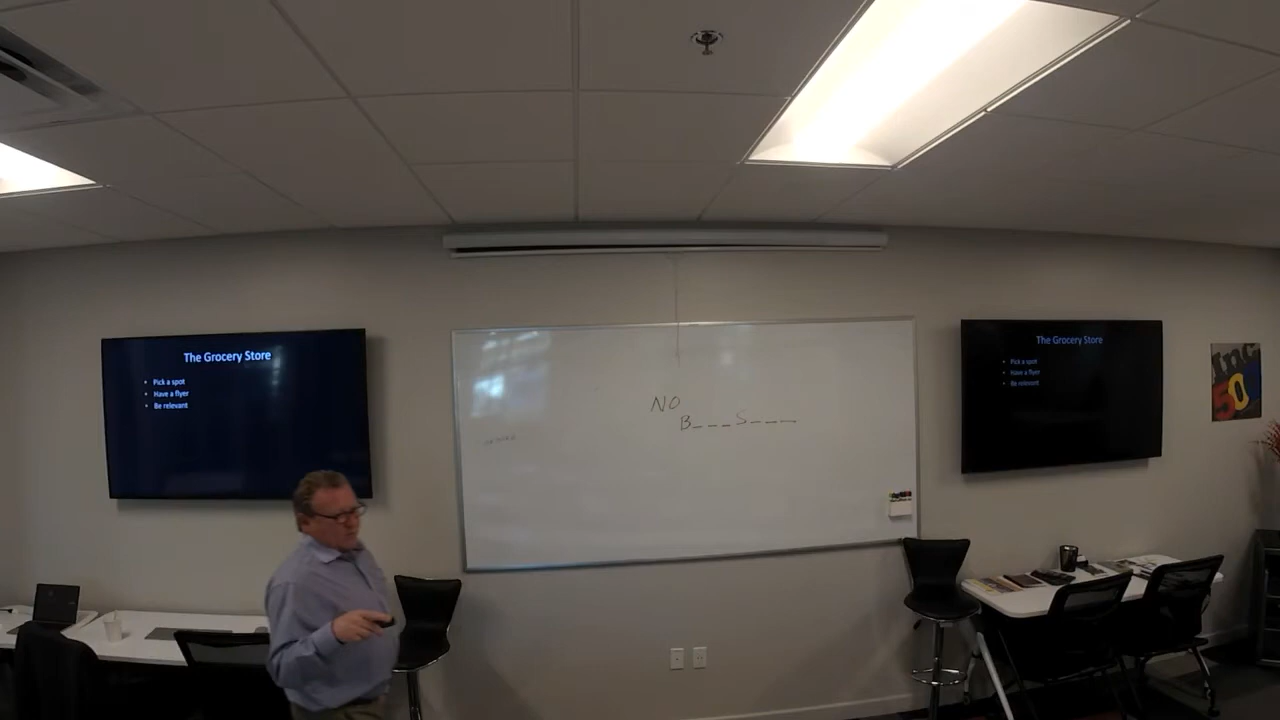 The Grocery Store
• Pick a spot
• Have a flyer
• Be relevant
NO
B___S___
The Grocery Store
• Pick a spot
• Have a flyer
• Be relevant
Inc
500